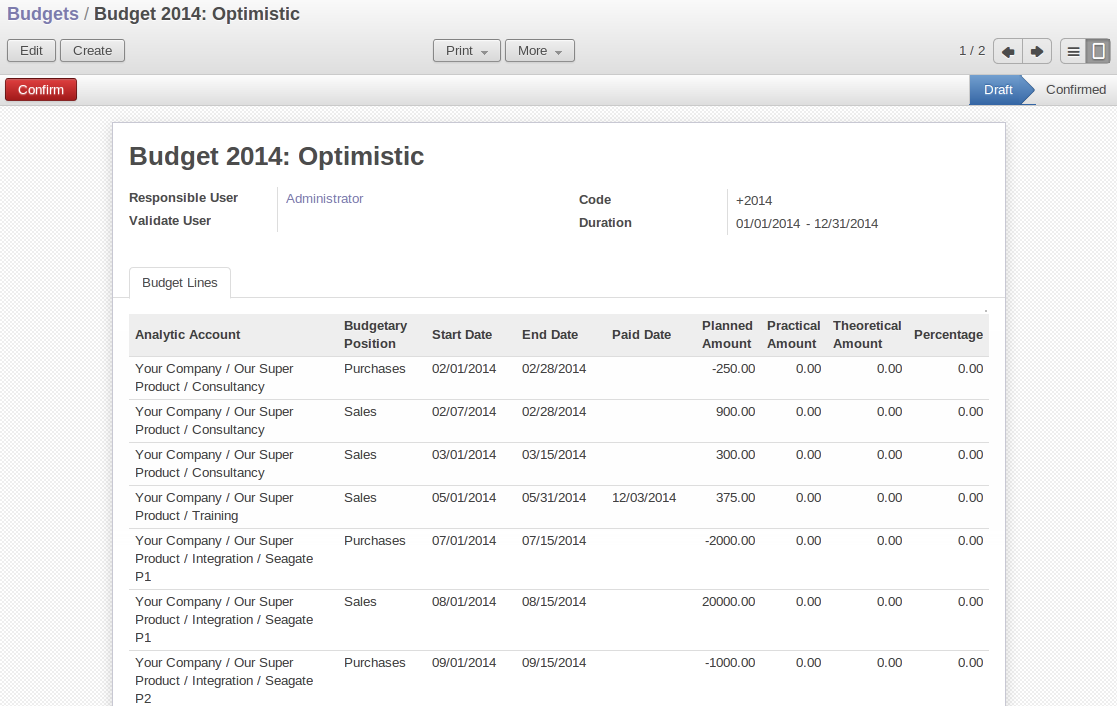 Budgets / Budget 2014: Optimistic
Edit Create Print More 1 / 2
Confirm Draft Confirmed
Budget 2014: Optimistic
Responsible User Administrator Code +2014
Validate User Duration 01/01/2014 - 12/31/2014
Budget Lines
Analytic Account Budgetary Position Start Date End Date Paid Date Planned Amount Practical Amount Theoretical Amount Percentage
Your Company / Our Super Purchases 02/01/2014 02/28/2014 -250.00 0.00 0.00 0.00
Product / Consultancy
Your Company / Our Super Sales 02/07/2014 02/28/2014 900.00 0.00 0.00 0.00
Product / Consultancy
Your Company / Our Super Sales 03/01/2014 03/15/2014 300.00 0.00 0.00 0.00
Product / Consultancy
Your Company / Our Super Sales 05/01/2014 05/31/2014 12/03/2014 375.00 0.00 0.00 0.00
Product / Training
Your Company / Our Super Purchases 07/01/2014 07/15/2014 -2000.00 0.00 0.00 0.00
Product / Integration / Seagate
P1
Your Company / Our Super Sales 08/01/2014 08/15/2014 20000.00 0.00 0.00 0.00
Product / Integration / Seagate
P1
Your Company / Our Super Purchases 09/01/2014 09/15/2014 -1000.00 0.00 0.00 0.00
Product / Integration / Seagate
P2